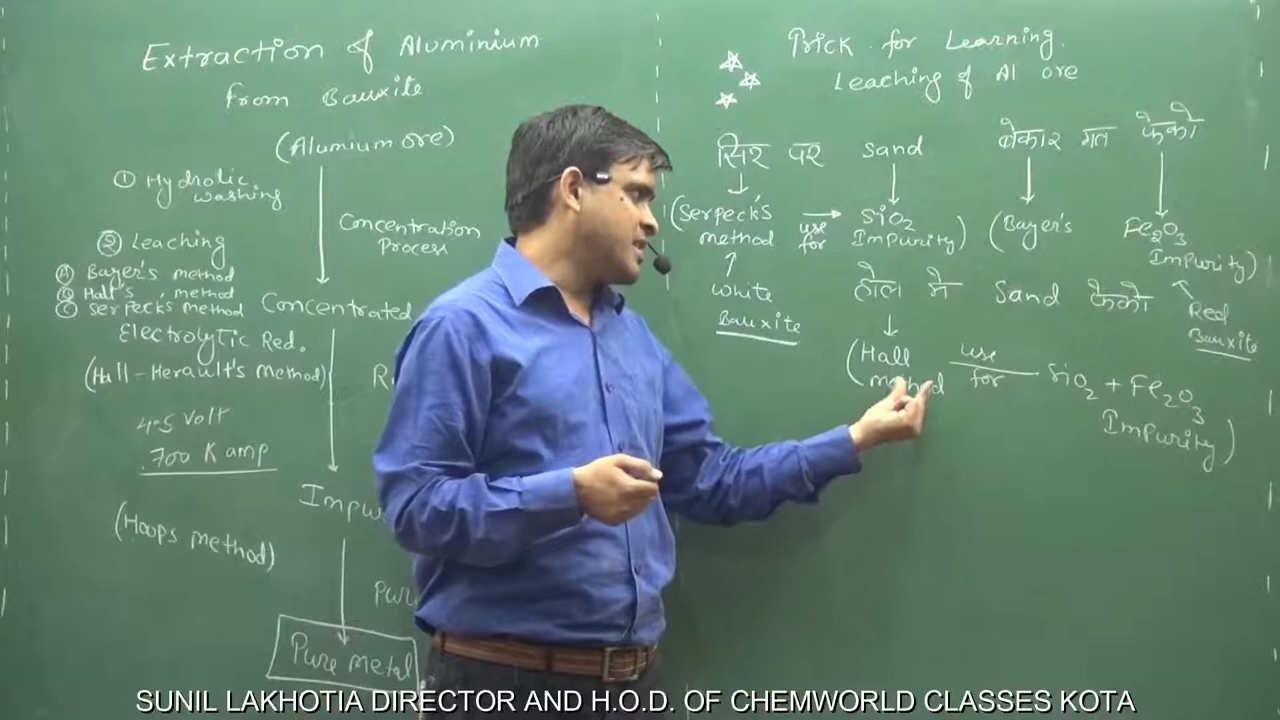 Extraction of Aluminium
from Bauxite
(Alumium ore)
① Hydrolic
washing
Concentration
Process
② Leaching
Ⓐ Bayer's method
Ⓑ Hall's method
Ⓒ Serpeck's method
Concentrated
Electrolytic Red.
(Hall-Herault's Method)
4.5 Volt
700 K amp
Impu
(Hoops method)
Pure
Pure metal
Trick for Learning
Leaching of Al ore
सिर पर sand बेकार मत फेको
(Serpeck's method use for SiO2 Impurity)
(Bayer's Fe2O3 Impurity)
white
Bauxite
Red
Bauxite
होल मे Sand फेको
(Hall method use for SiO2 + Fe2O3 Impurity)
SUNIL LAKHOTIA DIRECTOR AND H.O.D. OF CHEMWORLD CLASSES KOTA